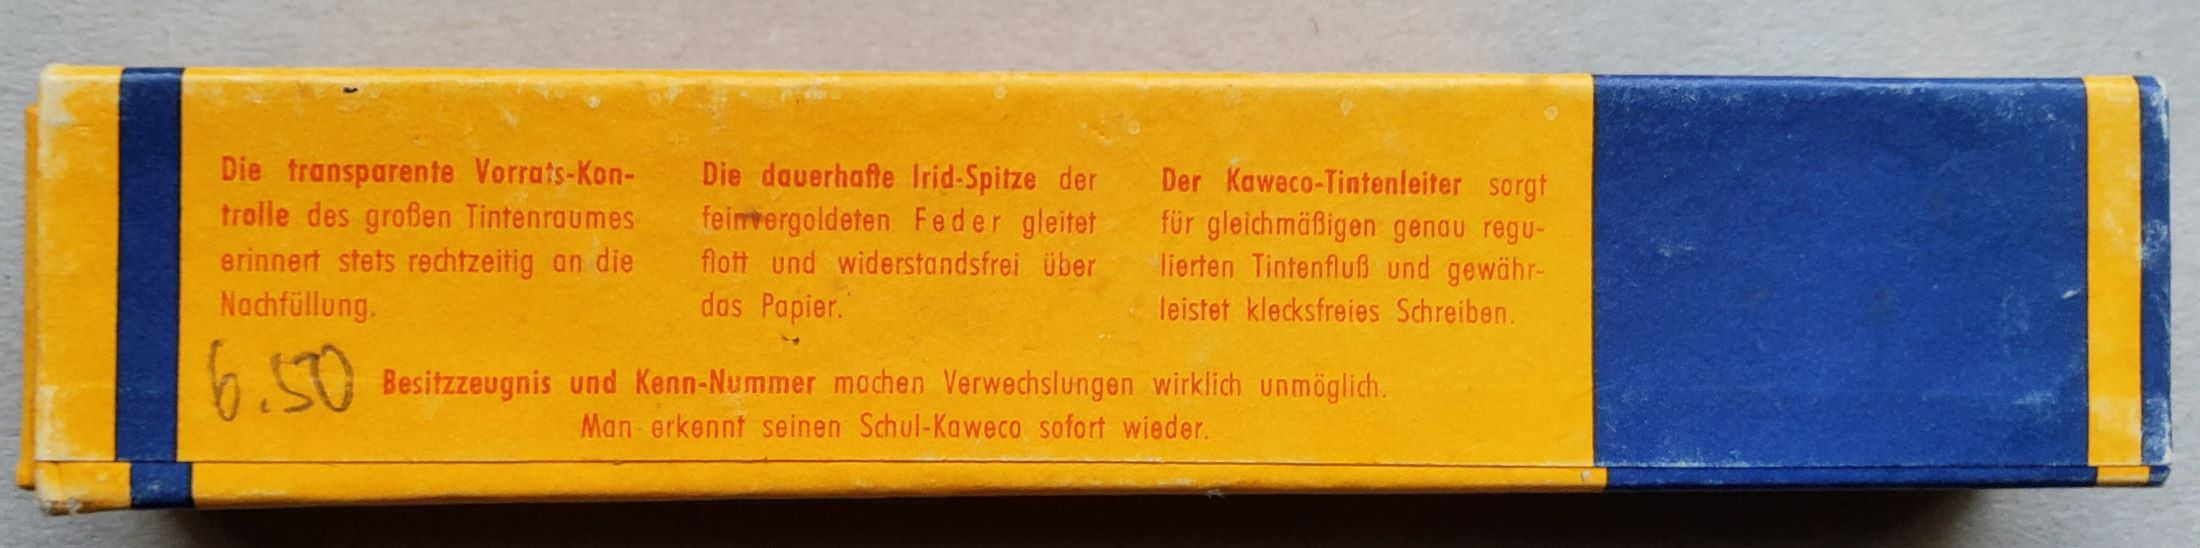 Die transparente Vorrats-Kon-
trolle des großen Tintenraumes
erinnert stets rechtzeitig an die
Nachfüllung.
Die dauerhafte Irid-Spitze der
feinvergoldeten Feder gleitet
flott und widerstandsfrei über
das Papier.
Der Kaweco-Tintenleiter sorgt
für gleichmäßigen genau regu-
lierten Tintenfluß und gewähr-
leistet klecksfreies Schreiben.
6.50
Besitzzeugnis und Kenn-Nummer machen Verwechslungen wirklich unmöglich.
Man erkennt seinen Schul-Kaweco sofort wieder.